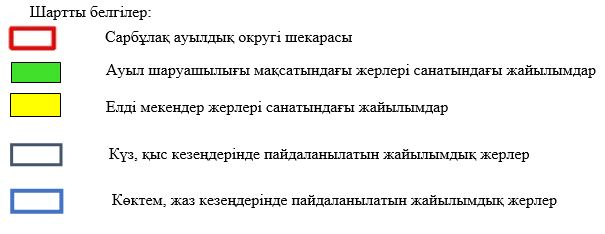 Шартты белгілер:
Сарбұлақ ауылдық округі шекарасы
Ауыл шаруашылығы мақсатындағы жерлері санатындағы жайылымдар
Елді мекендер жерлері санатындағы жайылымдар
Күз, қыс кезеңдерінде пайдаланылатын жайылымдық жерлер
Көктем, жаз кезеңдерінде пайдаланылатын жайылымдық жерлер